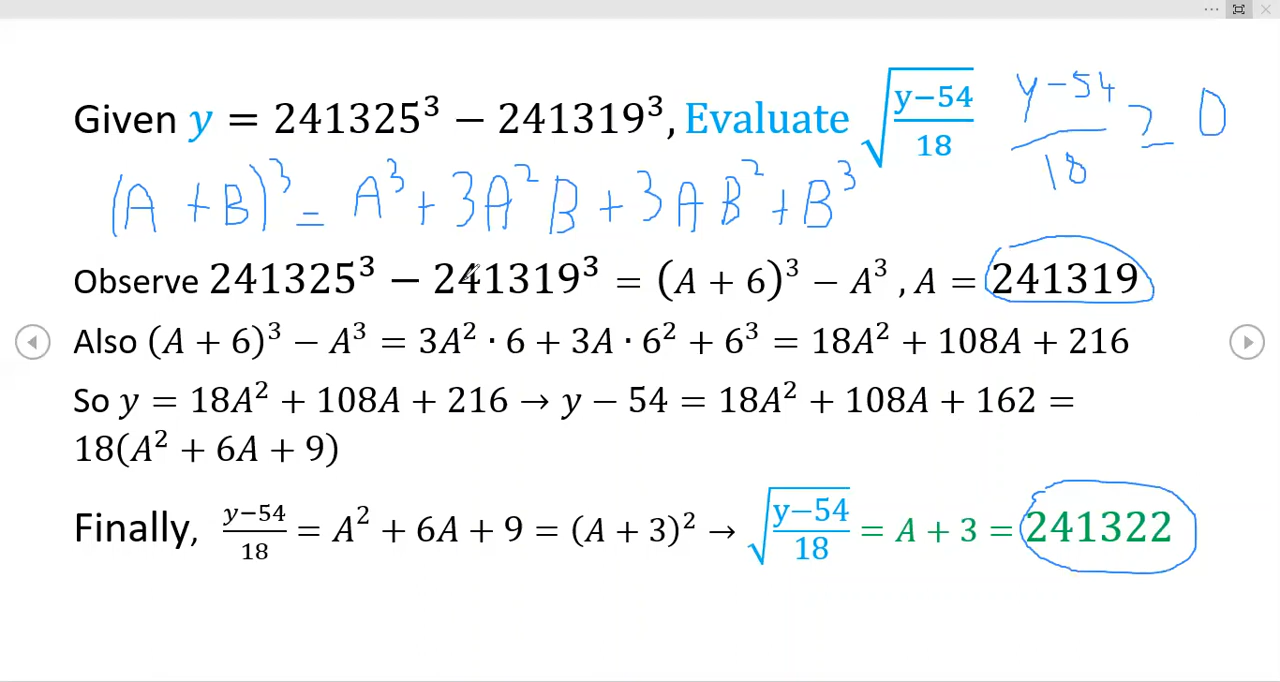 Given y = 241325³ − 241319³, Evaluate √((y−54)/18) (y−54)/18 ≥ 0
(A + B)³ = A³ + 3A²B + 3AB² + B³
Observe 241325³ − 241319³ = (A + 6)³ − A³ , A = 241319
Also (A + 6)³ − A³ = 3A² · 6 + 3A · 6² + 6³ = 18A² + 108A + 216
So y = 18A² + 108A + 216 → y − 54 = 18A² + 108A + 162 =
18(A² + 6A + 9)
Finally, (y−54)/18 = A² + 6A + 9 = (A + 3)² → √((y−54)/18) = A + 3 = 241322